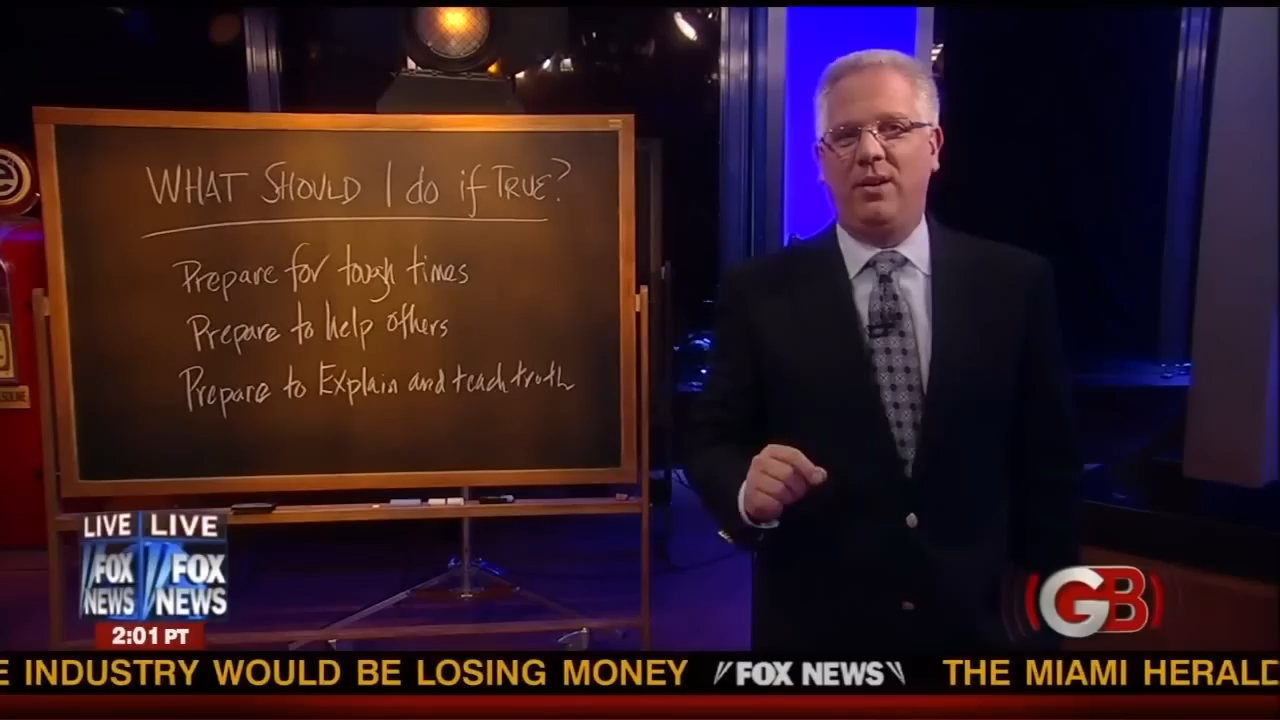 WHAT SHOULD I do if TRUE?
Prepare for tough times
Prepare to help others
Prepare to Explain and teach truth
LIVE LIVE
FOX FOX
NEWS NEWS
2:01 PT
GB
E INDUSTRY WOULD BE LOSING MONEY FOX NEWS THE MIAMI HERALD